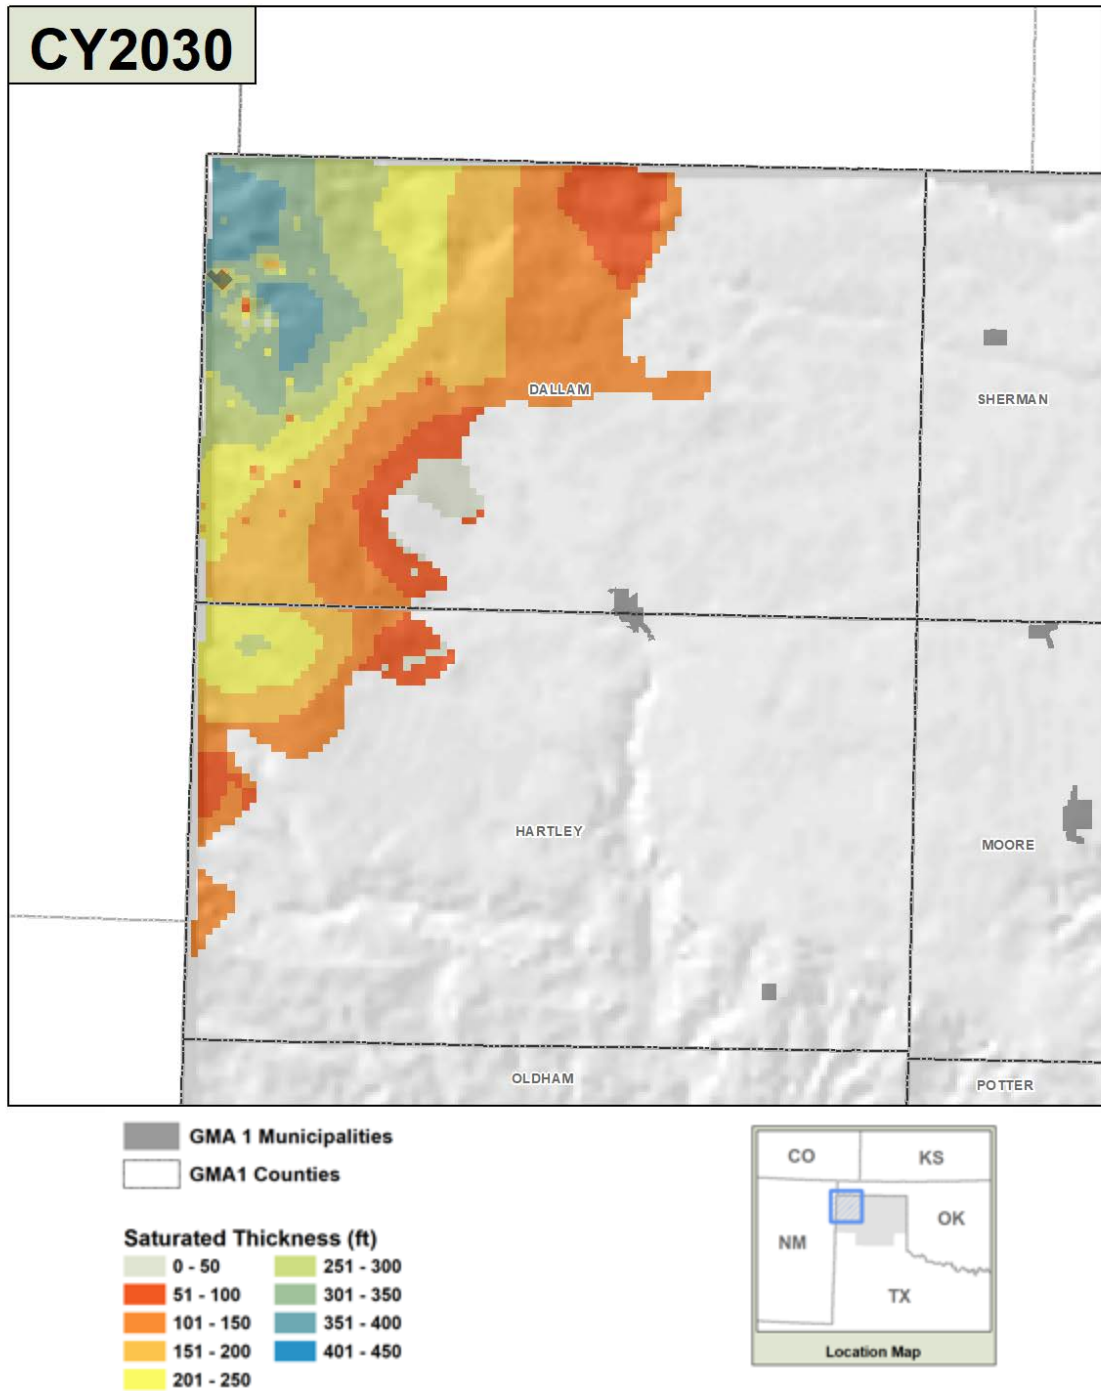 CY2030
DALLAM
SHERMAN
HARTLEY
MOORE
OLDHAM
POTTER
GMA 1 Municipalities
GMA1 Counties
Saturated Thickness (ft)
0 - 50
51 - 100
101 - 150
151 - 200
201 - 250
251 - 300
301 - 350
351 - 400
401 - 450
CO
KS
NM
OK
TX
Location Map